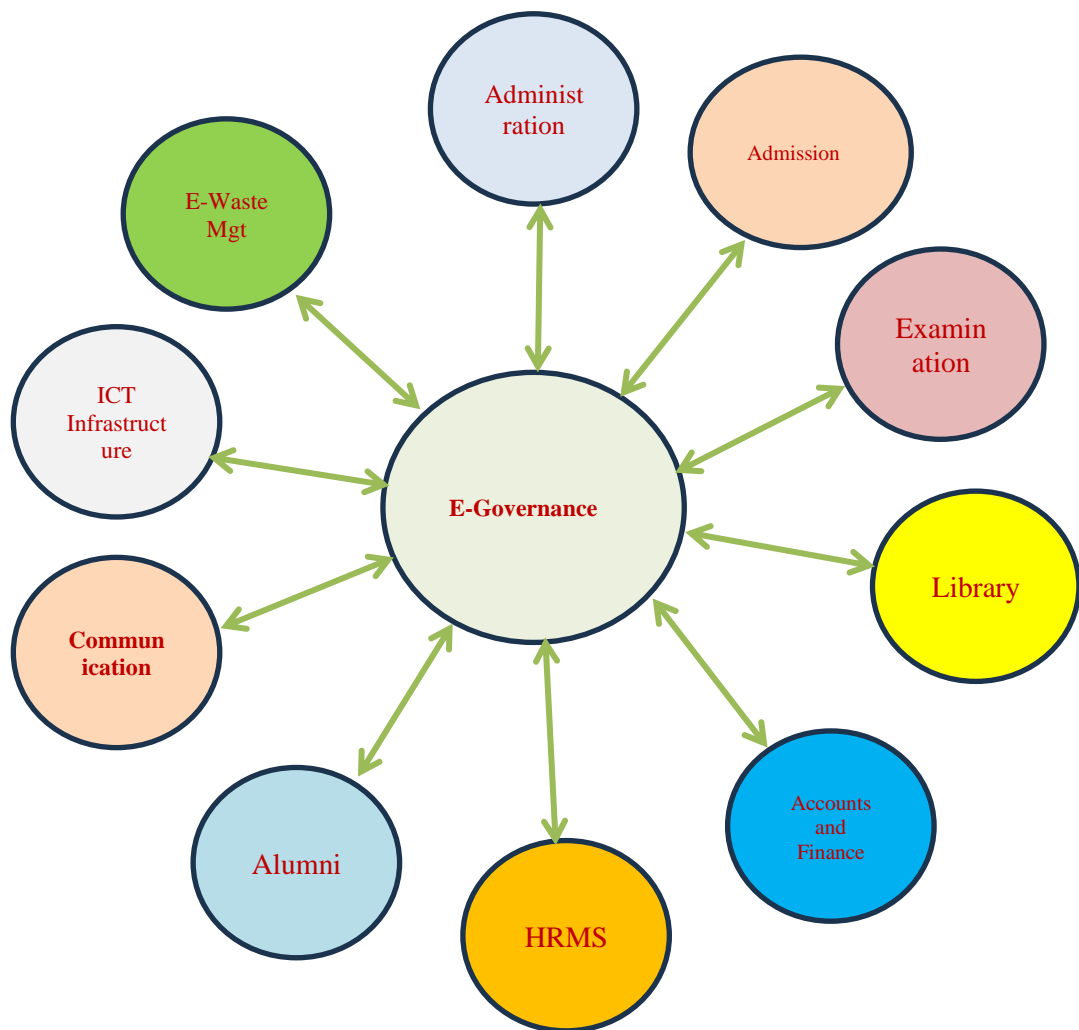 Administ
ration
Admission
E-Waste
Mgt
Examin
ation
ICT
Infrastruct
ure
E-Governance
Library
Commun
ication
Accounts
and
Finance
Alumni
HRMS